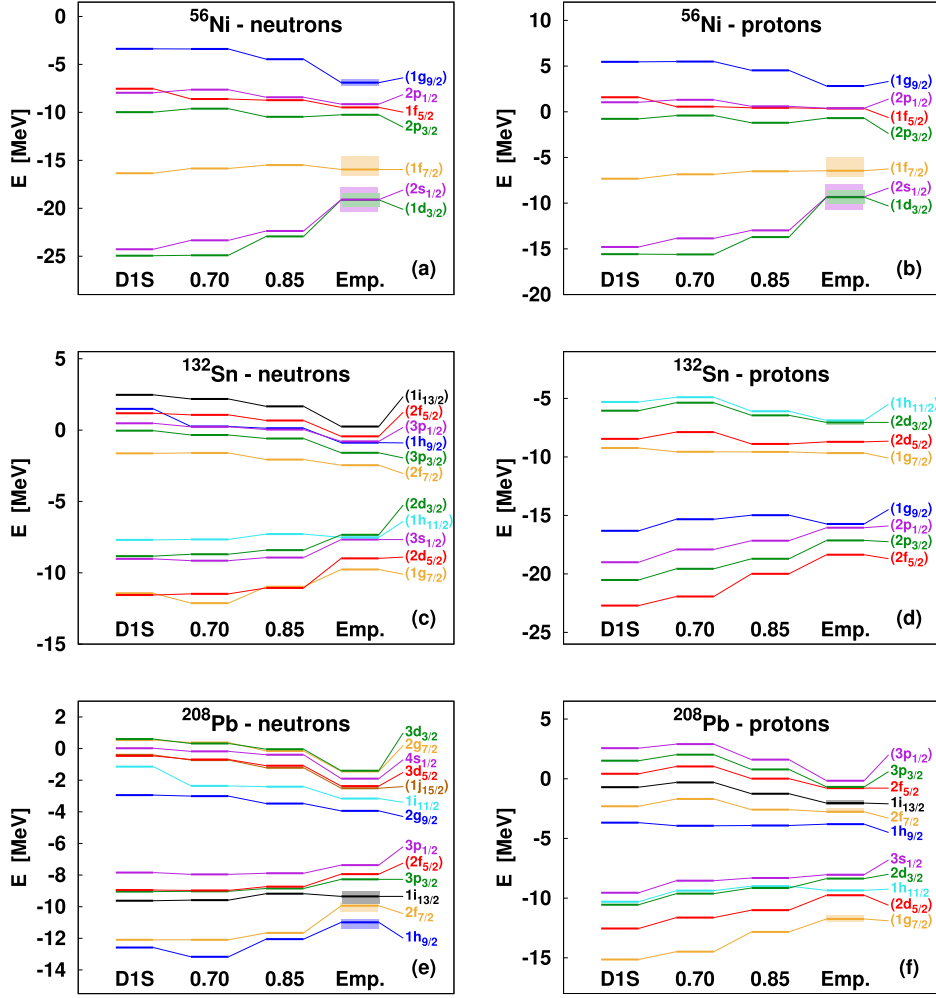 ⁵⁶Ni - neutrons
0
-5
-10
-15
-20
-25
E [MeV]
(1g9/2)
2p1/2
1f5/2
2p3/2
(1f7/2)
(2s1/2)
(1d3/2)
(a)
D1S 0.70 0.85 Emp.
⁵⁶Ni - protons
10
5
0
-5
-10
-15
-20
E [MeV]
(1g9/2)
(2p1/2)
(1f5/2)
(2p3/2)
(1f7/2)
(2s1/2)
(1d3/2)
(b)
D1S 0.70 0.85 Emp.
¹³²Sn - neutrons
5
0
-5
-10
-15
E [MeV]
(1i13/2)
(2f5/2)
(3p1/2)
(1h9/2)
(3p3/2)
(2f7/2)
(2d3/2)
(1h11/2)
(3s1/2)
(2d5/2)
(1g7/2)
(c)
D1S 0.70 0.85 Emp.
¹³²Sn - protons
-5
-10
-15
-20
-25
E [MeV]
(1h11/2)
(2d3/2)
(2d5/2)
(1g7/2)
(1g9/2)
(2p1/2)
(2p3/2)
(2f5/2)
(d)
D1S 0.70 0.85 Emp.
²⁰⁸Pb - neutrons
2
0
-2
-4
-6
-8
-10
-12
-14
E [MeV]
3d3/2
2g7/2
4s1/2
3d5/2
(1j15/2)
1i11/2
2g9/2
3p1/2
(2f5/2)
3p3/2
1i13/2
2f7/2
1h9/2
(e)
D1S 0.70 0.85 Emp.
²⁰⁸Pb - protons
5
0
-5
-10
-15
E [MeV]
(3p1/2)
3p3/2
2f5/2
1i13/2
2f7/2
1h9/2
3s1/2
2d3/2
1h11/2
(2d5/2)
(1g7/2)
(f)
D1S 0.70 0.85 Emp.